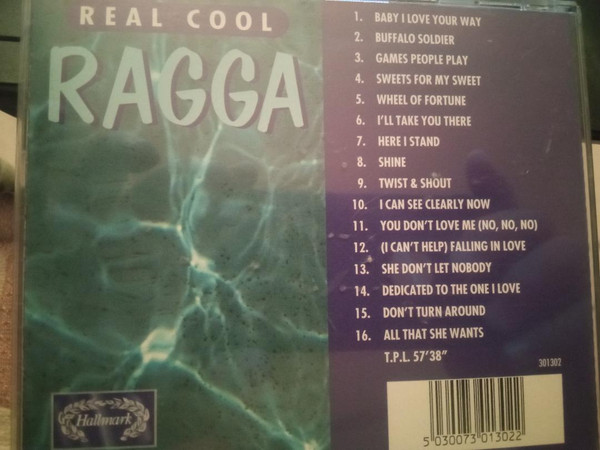 REAL COOL
RAGGA
1. BABY I LOVE YOUR WAY
2. BUFFALO SOLDIER
3. GAMES PEOPLE PLAY
4. SWEETS FOR MY SWEET
5. WHEEL OF FORTUNE
6. I'LL TAKE YOU THERE
7. HERE I STAND
8. SHINE
9. TWIST & SHOUT
10. I CAN SEE CLEARLY NOW
11. YOU DON'T LOVE ME (NO, NO, NO)
12. (I CAN'T HELP) FALLING IN LOVE
13. SHE DON'T LET NOBODY
14. DEDICATED TO THE ONE I LOVE
15. DON'T TURN AROUND
16. ALL THAT SHE WANTS
T.P.L. 57'38"
301302
Hallmark
5 030073 013022